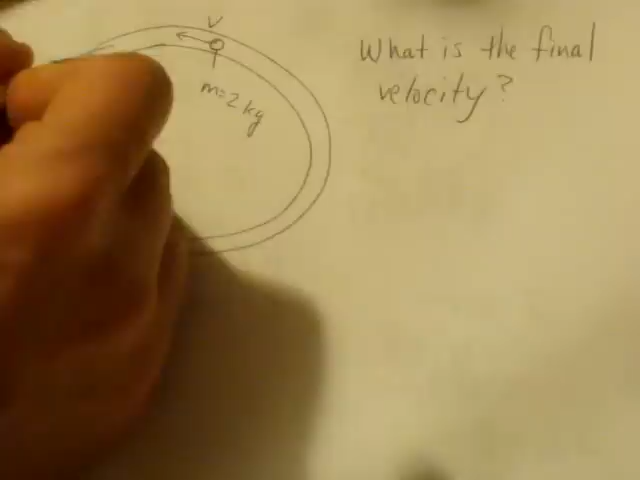 V
What is the final
velocity?
m=2 kg